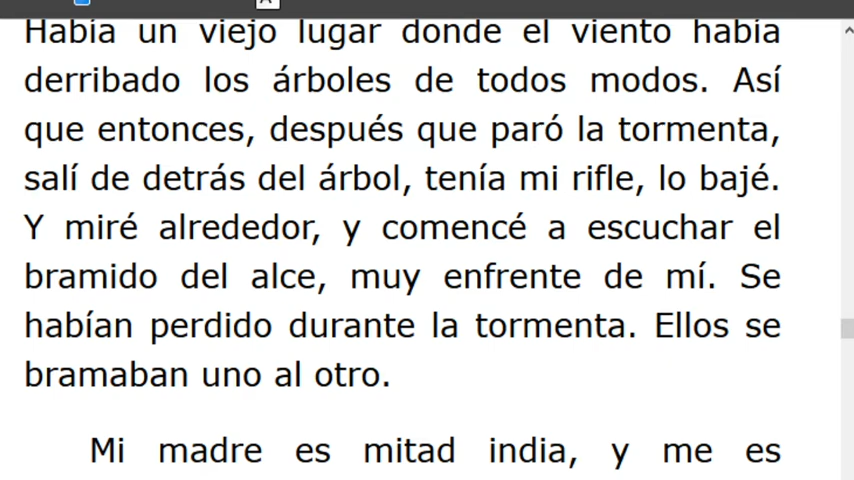 Había un viejo lugar donde el viento había
derribado los árboles de todos modos. Así
que entonces, después que paró la tormenta,
salí de detrás del árbol, tenía mi rifle, lo bajé.
Y miré alrededor, y comencé a escuchar el
bramido del alce, muy enfrente de mí. Se
habían perdido durante la tormenta. Ellos se
bramaban uno al otro.
Mi madre es mitad india, y me es